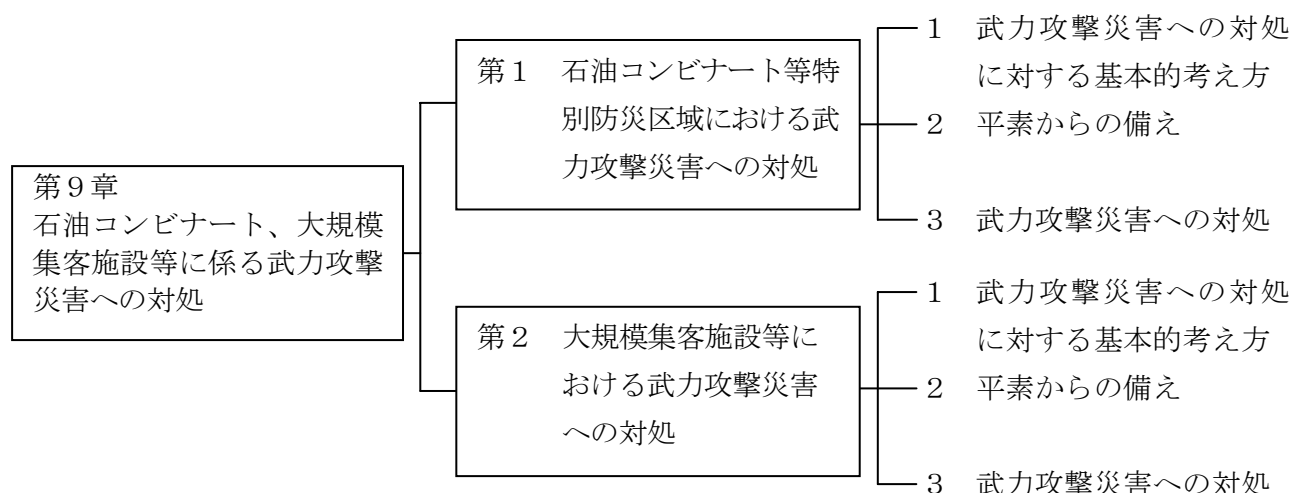 第９章
石油コンビナート、大規模
集客施設等に係る武力攻撃
災害への対処
第１　石油コンビナート等特
別防災区域における武
力攻撃災害への対処
１　武力攻撃災害への対処
に対する基本的考え方
２　平素からの備え
３　武力攻撃災害への対処
第２　大規模集客施設等に
おける武力攻撃災害
への対処
１　武力攻撃災害への対処
に対する基本的考え方
２　平素からの備え
３　武力攻撃災害への対処